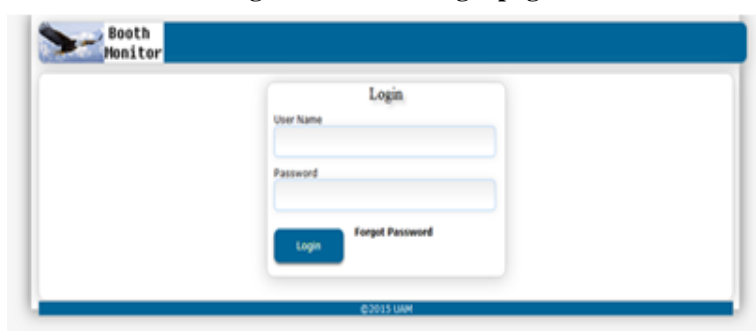 Booth
Monitor
Login
User Name
Password
Login
Forgot Password
©2015 UAM